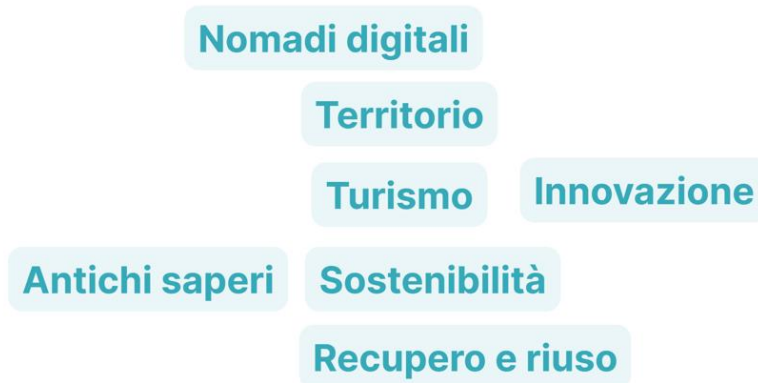 Nomadi digitali
Territorio
Turismo
Innovazione
Antichi saperi
Sostenibilità
Recupero e riuso